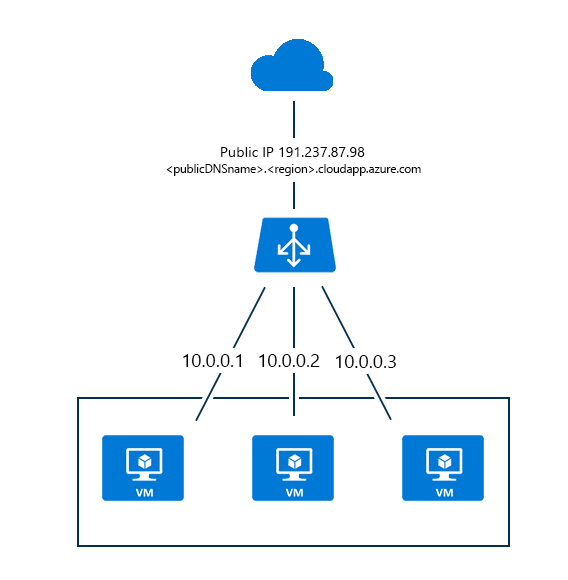 Public IP 191.237.87.98
<publicDNSname>.<region>.cloudapp.azure.com
10.0.0.1 10.0.0.2 10.0.0.3
VM VM VM